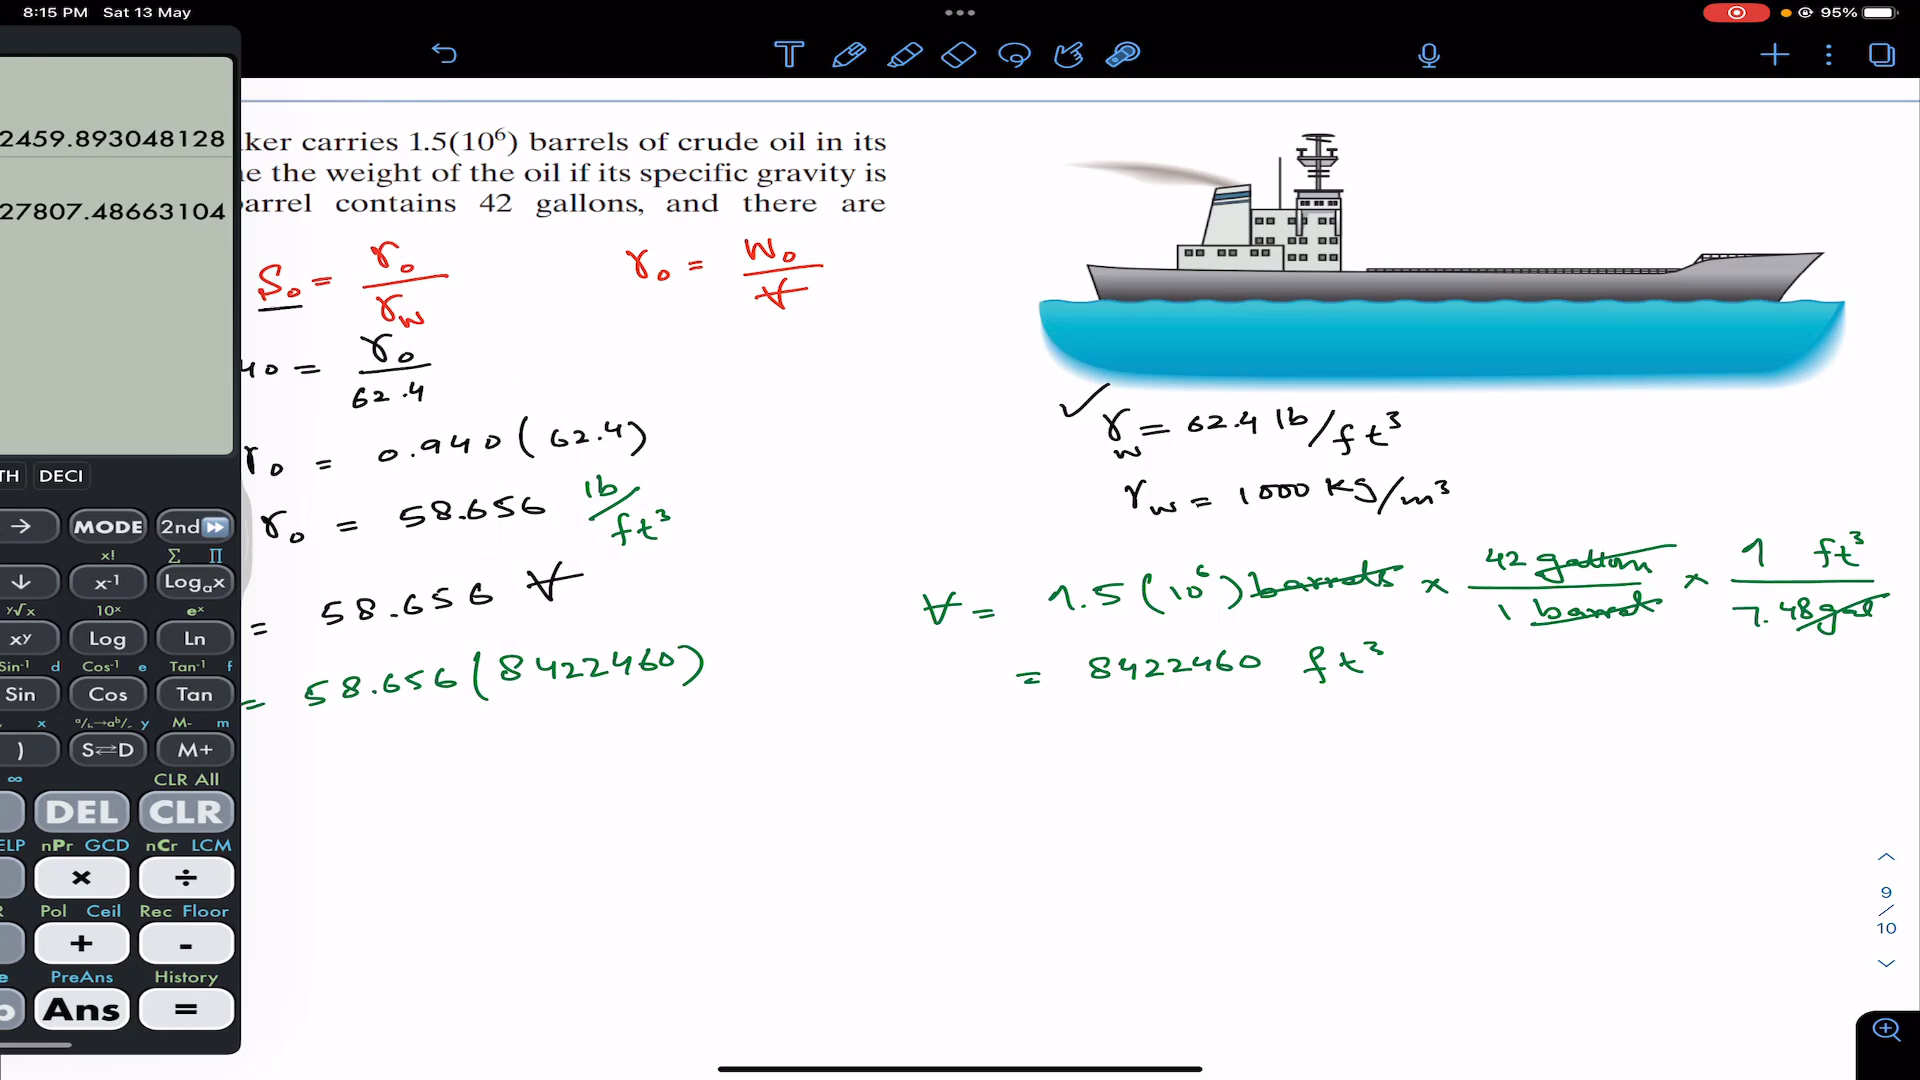 8:15 PM Sat 13 May
95%
2459.893048128
27807.48663104
ker carries 1.5(10⁶) barrels of crude oil in its
e the weight of the oil if its specific gravity is
arrel contains 42 gallons, and there are
S₀ = γ₀ / γw
γ₀ = W₀ / V
40 = γ₀ / 62.4
γ₀ = 0.940 (62.4)
γ₀ = 58.656 lb/ft³
= 58.656 V
= 58.656 (8422460)
✓ γw = 62.4 lb/ft³
γw = 1000 kg/m³
V = 1.5 (10⁶) barrels × 42 gallon / 1 barrel × 1 ft³ / 7.48 gal
= 8422460 ft³
TH DECI
→ MODE 2nd
x! Σ Π
↓ x⁻¹ Logₐx
ʸ√x 10ˣ eˣ
xʸ Log Ln
Sin⁻¹ d Cos⁻¹ e Tan⁻¹ f
Sin Cos Tan
x y M- m
) S⇄D M+
∞ CLR All
DEL CLR
ELP nPr GCD nCr LCM
× ÷
R Pol Ceil Rec Floor
+ -
e PreAns History
Ans =
9
/
10